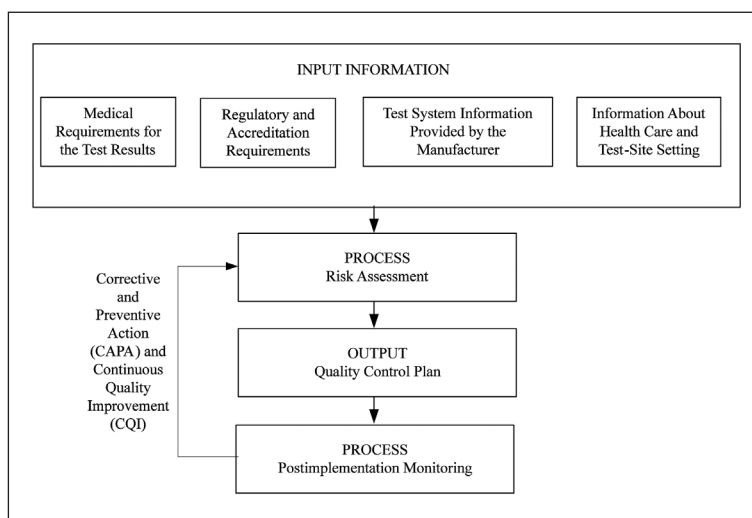 INPUT INFORMATION
Medical
Requirements for
the Test Results
Regulatory and
Accreditation
Requirements
Test System Information
Provided by the
Manufacturer
Information About
Health Care and
Test-Site Setting
PROCESS
Risk Assessment
Corrective
and
Preventive
Action
(CAPA) and
Continuous
Quality
Improvement
(CQI)
OUTPUT
Quality Control Plan
PROCESS
Postimplementation Monitoring